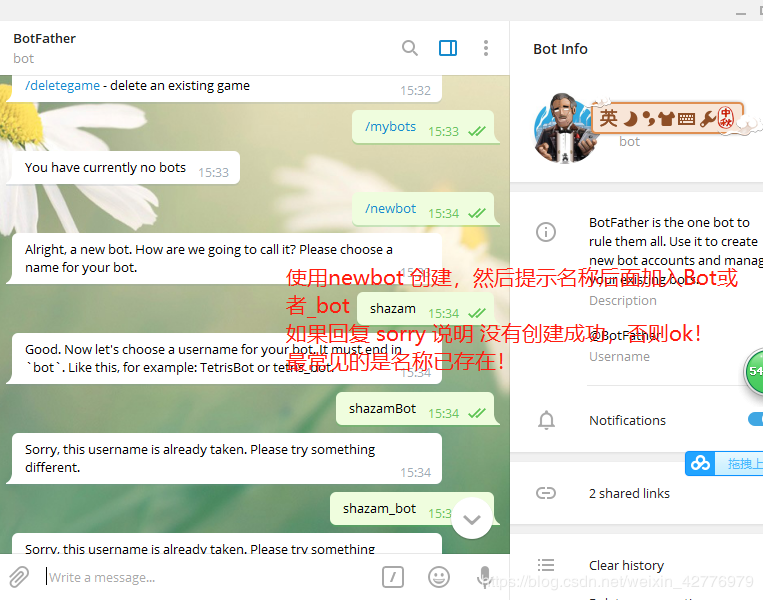 BotFather
bot
Bot Info
/deletegame - delete an existing game
15:32
/mybots 15:33
You have currently no bots 15:33
/newbot 15:34
Alright, a new bot. How are we going to call it? Please choose a
name for your bot.
shazam 15:34
Good. Now let's choose a username for your bot. It must end in
`bot`. Like this, for example: TetrisBot or tetris_bot.
15:34
shazamBot 15:34
Sorry, this username is already taken. Please try something
different.
15:34
shazam_bot
Sorry, this username is already taken. Please try something
Write a message...
使用newbot 创建，然后提示名称后面加入Bot或
者_bot
如果回复 sorry 说明 没有创建成功，否则ok！
最常见的是名称已存在！
英
中秋
bot
BotFather is the one bot to
rule them all. Use it to create
new bot accounts and manag
your existing bots.
Description
@BotFather
Username
54
Notifications
拖拽上
2 shared links
Clear history
https://blog.csdn.net/weixin_42776979